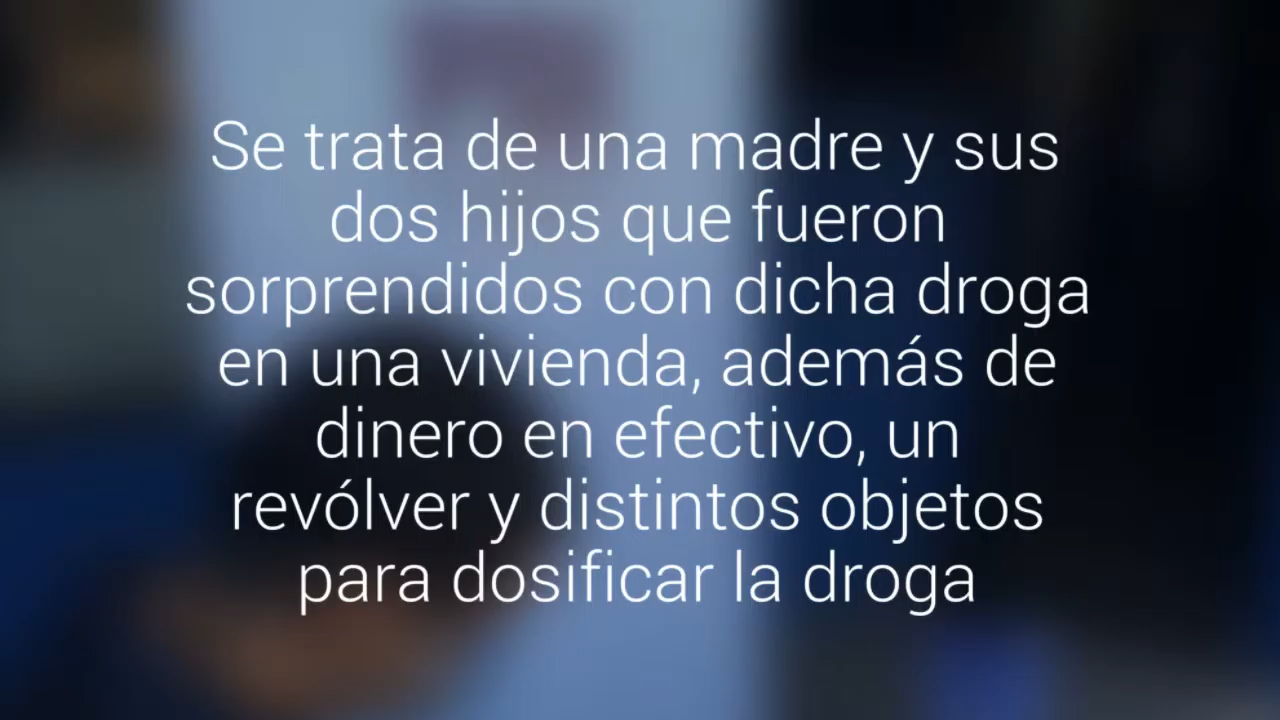 Se trata de una madre y sus
dos hijos que fueron
sorprendidos con dicha droga
en una vivienda, además de
dinero en efectivo, un
revólver y distintos objetos
para dosificar la droga